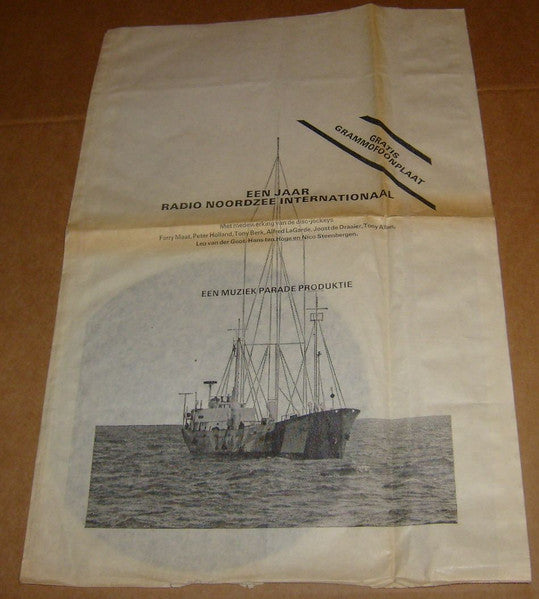 GRATIS
GRAMMOFOONPLAAT
EEN JAAR
RADIO NOORDZEE INTERNATIONAAL
Met medewerking van de disc-jockeys
Ferry Maat, Peter Holland, Tony Berk, Alfred LaGarde, Joost de Draaier, Tony Allan,
Leo van der Goot, Hans ten Hoge en Nico Steenbergen.
EEN MUZIEK PARADE PRODUKTIE